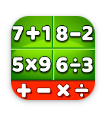 7+1 8-2
5×9 6÷3
+ - × ÷